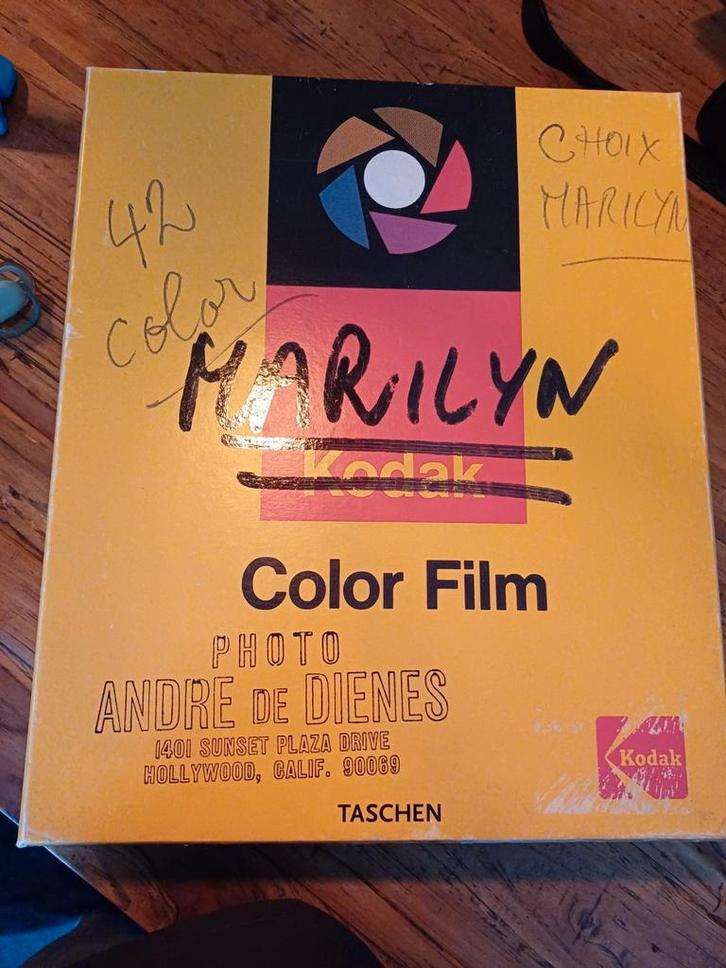 42
color
CHOIX
MARILYN
MARILYN
Kodak
Color Film
PHOTO
ANDRE DE DIENES
1401 SUNSET PLAZA DRIVE
HOLLYWOOD, CALIF. 90069
Kodak
TASCHEN